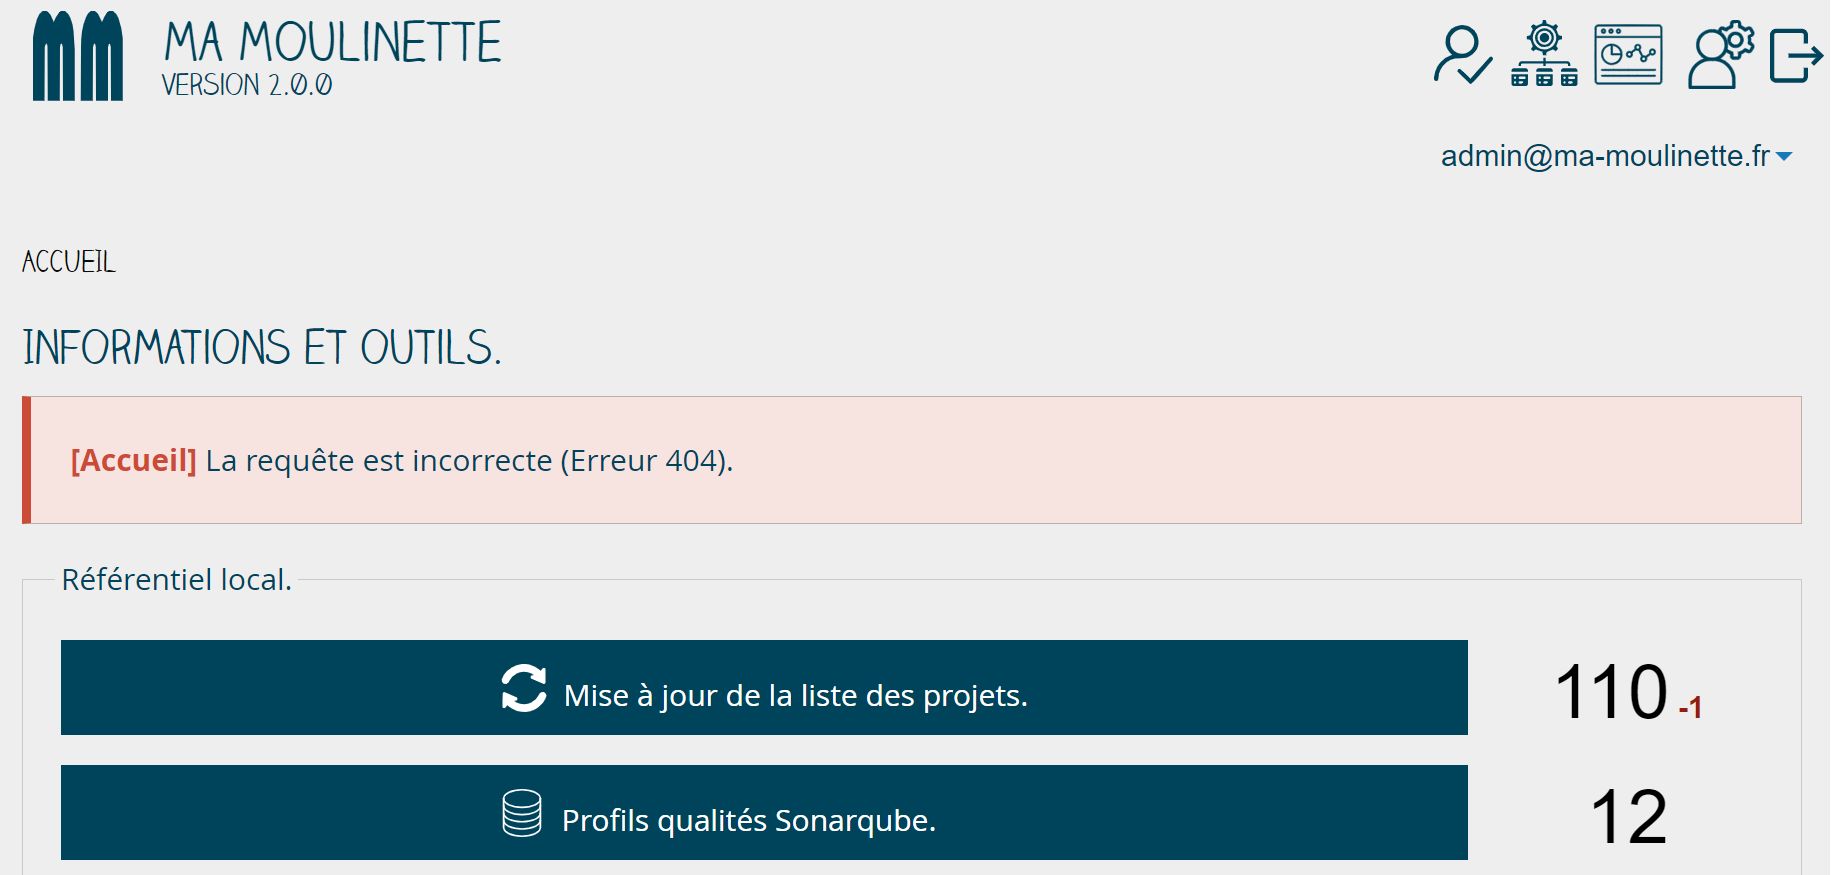 MA MOULINETTE
VERSION 2.0.0
admin@ma-moulinette.fr
ACCUEIL
INFORMATIONS ET OUTILS.
[Accueil] La requête est incorrecte (Erreur 404).
Référentiel local.
Mise à jour de la liste des projets.
110 -1
Profils qualités Sonarqube.
12